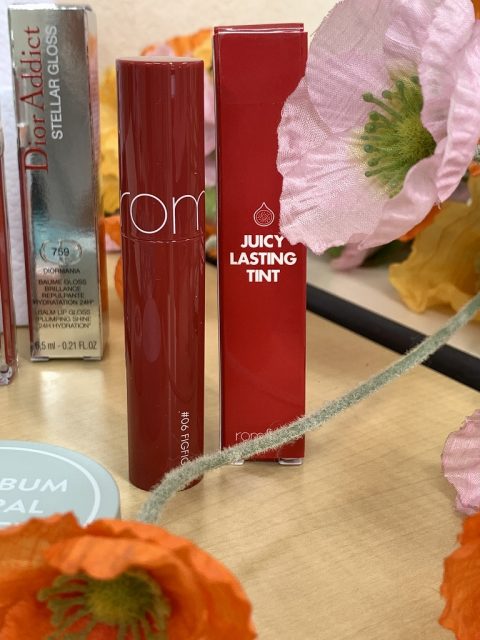 Dior Addict
STELLAR GLOSS
759
DIORMANIA
BAUME GLOSS
BRILLANCE
REPULPANTE
HYDRATATION 24H*
BALM LIP GLOSS
PLUMPING SHINE
24H HYDRATION*
6.5 ml - 0.21 FL.OZ
rom
#06 FIGFIG
JUICY
LASTING
TINT
BUM